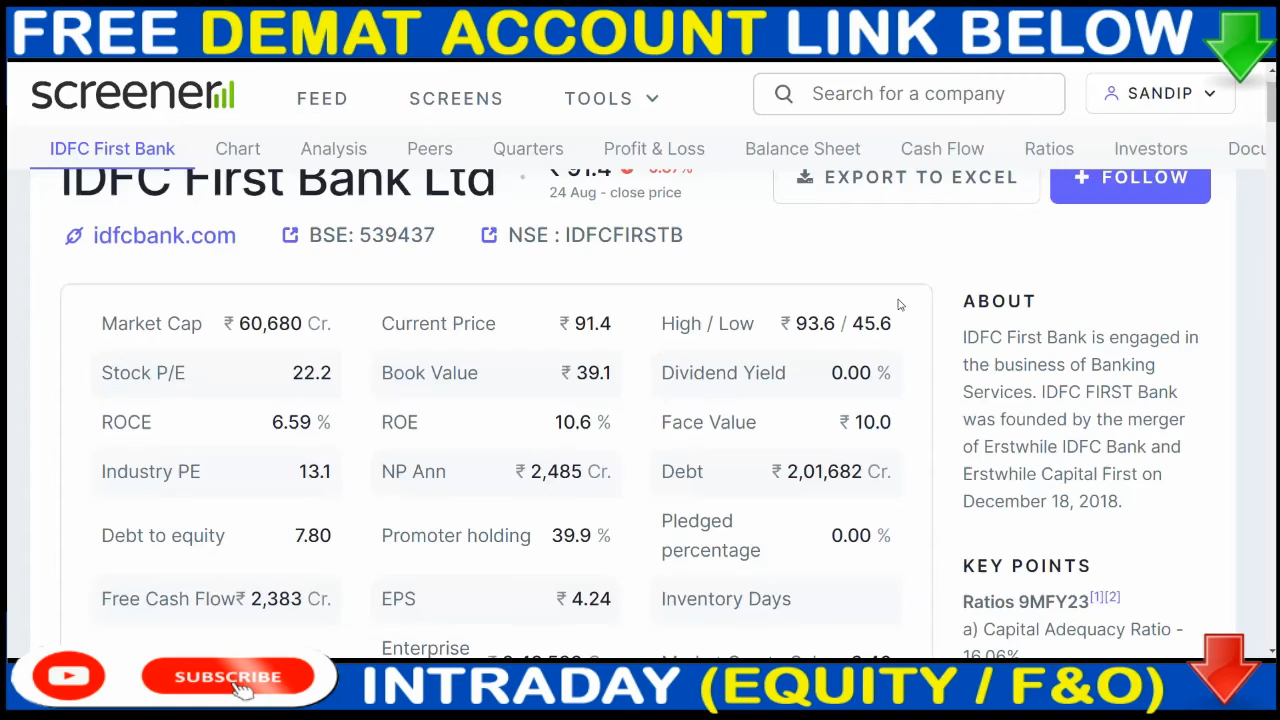 FREE DEMAT ACCOUNT LINK BELOW
screener
FEED
SCREENS
TOOLS
Search for a company
SANDIP
IDFC First Bank
Chart
Analysis
Peers
Quarters
Profit & Loss
Balance Sheet
Cash Flow
Ratios
Investors
Docu
IDFC First Bank Ltd
₹ 91.4
24 Aug - close price
EXPORT TO EXCEL
+ FOLLOW
idfcbank.com
BSE: 539437
NSE : IDFCFIRSTB
Market Cap ₹ 60,680 Cr.
Current Price ₹ 91.4
High / Low ₹ 93.6 / 45.6
Stock P/E 22.2
Book Value ₹ 39.1
Dividend Yield 0.00 %
ROCE 6.59 %
ROE 10.6 %
Face Value ₹ 10.0
Industry PE 13.1
NP Ann ₹ 2,485 Cr.
Debt ₹ 2,01,682 Cr.
Debt to equity 7.80
Promoter holding 39.9 %
Pledged
percentage 0.00 %
Free Cash Flow₹ 2,383 Cr.
EPS ₹ 4.24
Inventory Days
Enterprise
ABOUT
IDFC First Bank is engaged in
the business of Banking
Services. IDFC FIRST Bank
was founded by the merger
of Erstwhile IDFC Bank and
Erstwhile Capital First on
December 18, 2018.
KEY POINTS
Ratios 9MFY23[1][2]
a) Capital Adequacy Ratio -
16.06%
SUBSCRIBE
INTRADAY (EQUITY / F&O)